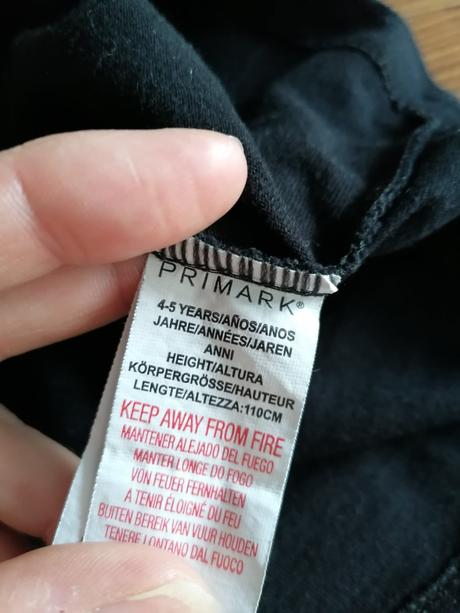 PRIMARK®
4-5 YEARS/AÑOS/ANOS
JAHRE/ANNÉES/JAREN
ANNI
HEIGHT/ALTURA
KÖRPERGRÖSSE/HAUTEUR
LENGTE/ALTEZZA:110CM
KEEP AWAY FROM FIRE
MANTENER ALEJADO DEL FUEGO
MANTER LONGE DO FOGO
VON FEUER FERNHALTEN
A TENIR ÉLOIGNÉ DU FEU
BUITEN BEREIK VAN VUUR HOUDEN
TENERE LONTANO DAL FUOCO